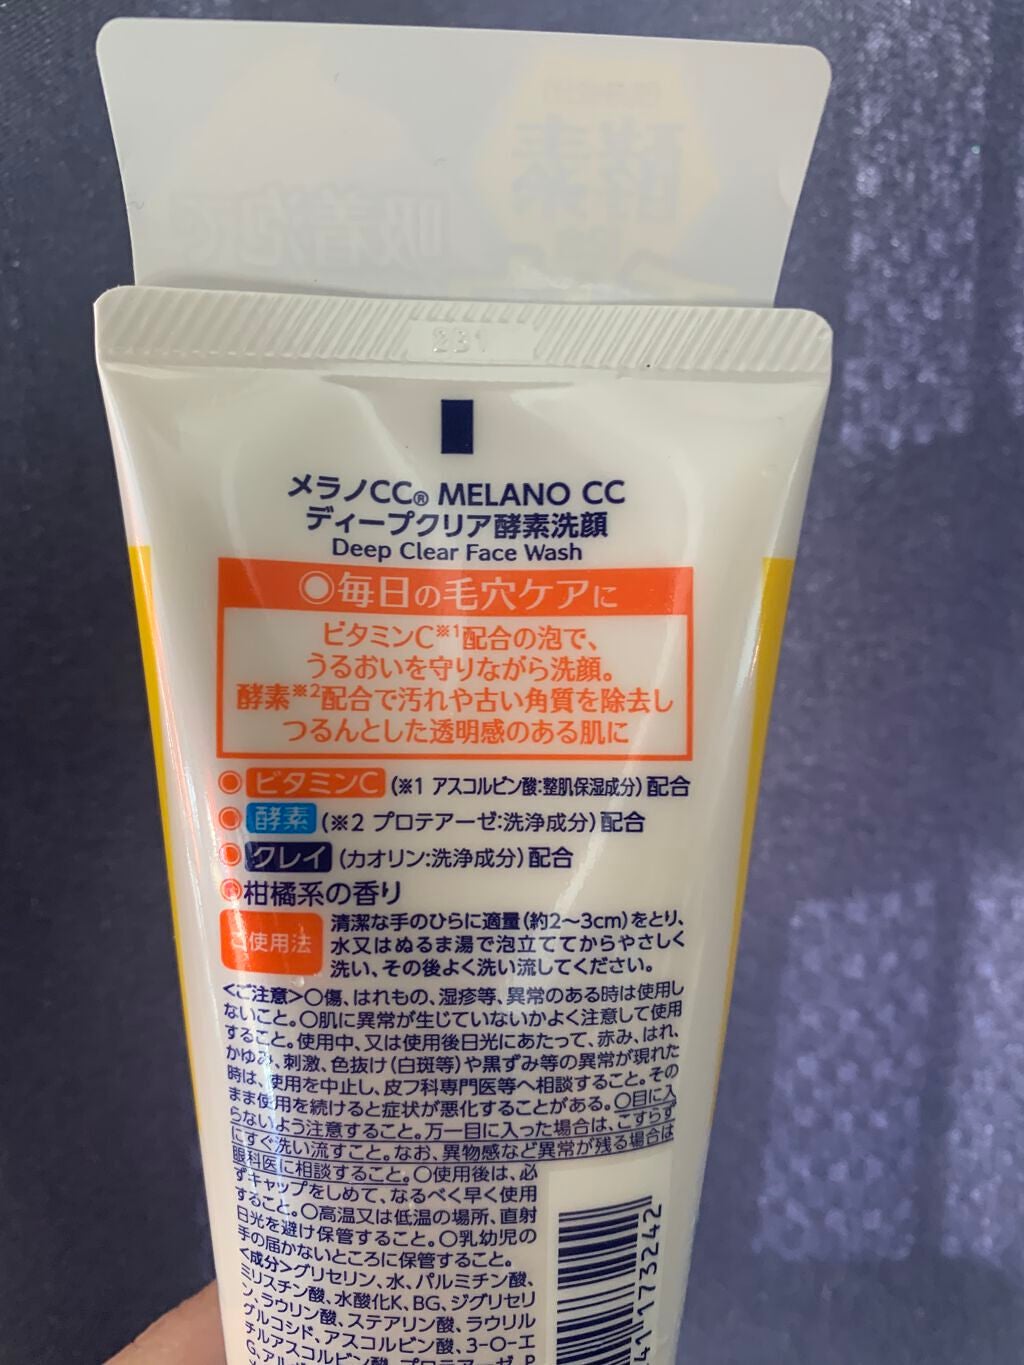 酵素
吸着泡で
231
メラノCC® MELANO CC
ディープクリア酵素洗顔
Deep Clear Face Wash
◎毎日の毛穴ケアに
ビタミンC※1配合の泡で、
うるおいを守りながら洗顔。
酵素※2配合で汚れや古い角質を除去し
つるんとした透明感のある肌に
◎ビタミンC(※1 アスコルビン酸:整肌保湿成分)配合
◎酵素(※2 プロテアーゼ:洗浄成分)配合
◎クレイ(カオリン:洗浄成分)配合
◎柑橘系の香り
ご使用法
清潔な手のひらに適量(約2〜3cm)をとり、
水又はぬるま湯で泡立ててからやさしく
洗い、その後よく洗い流してください。
<ご注意>○傷、はれもの、湿疹等、異常のある時は使用し
ないこと。○肌に異常が生じていないかよく注意して使用
すること。使用中、又は使用後日光にあたって、赤み、はれ、
かゆみ、刺激、色抜け(白斑等)や黒ずみ等の異常が現れた
時は、使用を中止し、皮フ科専門医等へ相談すること。その
まま使用を続けると症状が悪化することがある。○目に入
らないよう注意すること。万一目に入った場合は、こすらず
にすぐ洗い流すこと。なお、異物感など異常が残る場合は
眼科医に相談すること。○使用後は、必
ずキャップをしめて、なるべく早く使用
すること。○高温又は低温の場所、直射
日光を避け保管すること。○乳幼児の
手の届かないところに保管すること。
<成分>グリセリン、水、パルミチン酸、
ミリスチン酸、水酸化K、BG、ジグリセリ
ン、ラウリン酸、ステアリン酸、ラウリル
グルコシド、アスコルビン酸、3-O-エ
チルアスコルビン酸、プロテアーゼ、P
41 173242